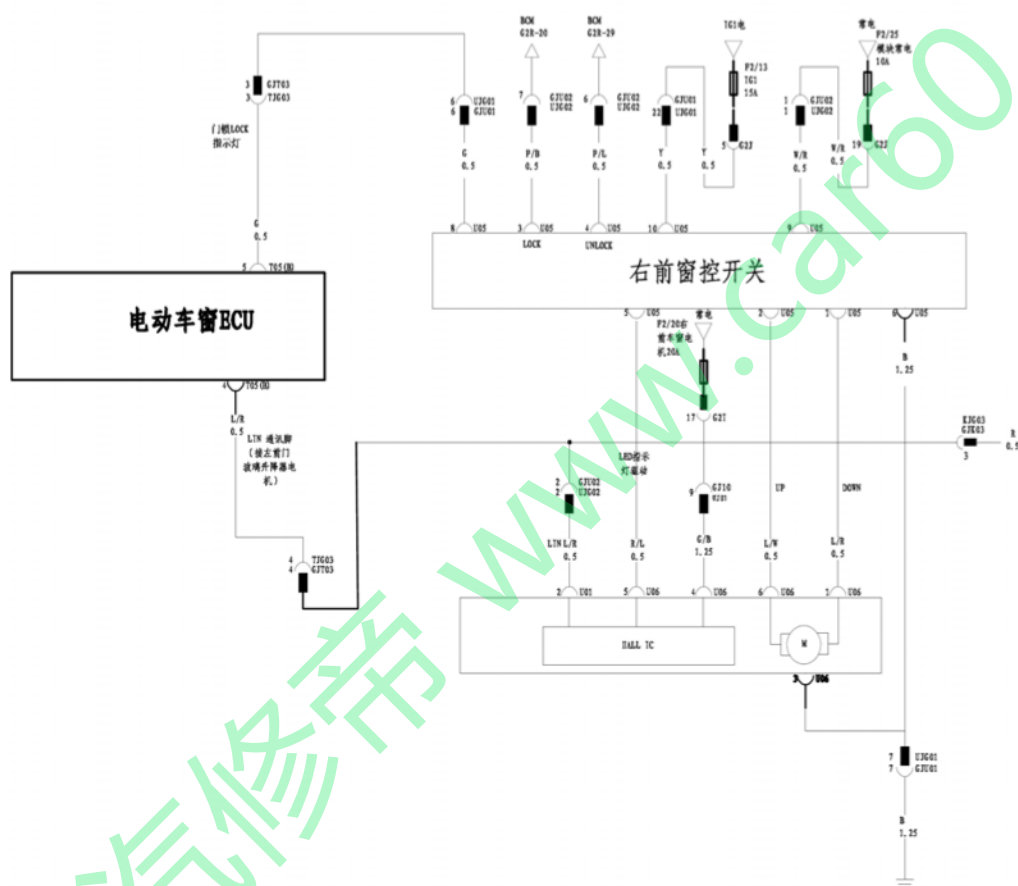 BCM
G2R-20
BCM
G2R-29
TG1电
常电
F2/25
模块常电
10A
F2/13
TG1
15A
3
GJT03
3
TJG03
6
UJG01
6
GJU01
7
GJU02
UJG02
6
GJU02
UJG02
22
GJU01
UJG01
5
G2J
1
GJU02
1
UJG02
19
G2J
门锁LOCK
指示灯
G
0.5
P/B
0.5
P/L
0.5
Y
0.5
Y
0.5
W/R
0.5
W/R
0.5
G
0.5
8
U05
3
U05
4
U05
10
U05
9
U05
LOCK
UNLOCK
右前窗控开关
5
T05(B)
电动车窗ECU
4
T05(B)
5
U05
2
U05
1
U05
6
U05
常电
F2/20右
前车窗电
机20A
B
1.25
17
G2I
L/R
0.5
LIN 通讯脚
(接左前门
玻璃升降器电
机)
KJG03
GJK03
3
R
0.5
LED指示
灯驱动
2
GJU02
2
UJG02
9
GJ10
UP
DOWN
LIN L/R
0.5
R/L
0.5
G/B
1.25
L/W
0.5
L/R
0.5
4
TJG03
4
GJT03
2
U01
5
U06
4
U06
6
U06
1
U06
HALL IC
M
3
U06
7
UJG01
7
GJU01
B
1.25
汽修帝 www.car60